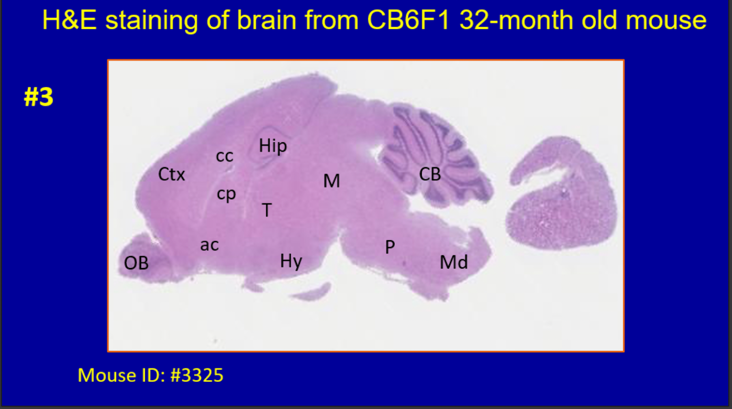 H&E staining of brain from CB6F1 32-month old mouse
#3
cc
Hip
Ctx
M
CB
cp
T
ac
P
OB
Hy
Md
Mouse ID: #3325